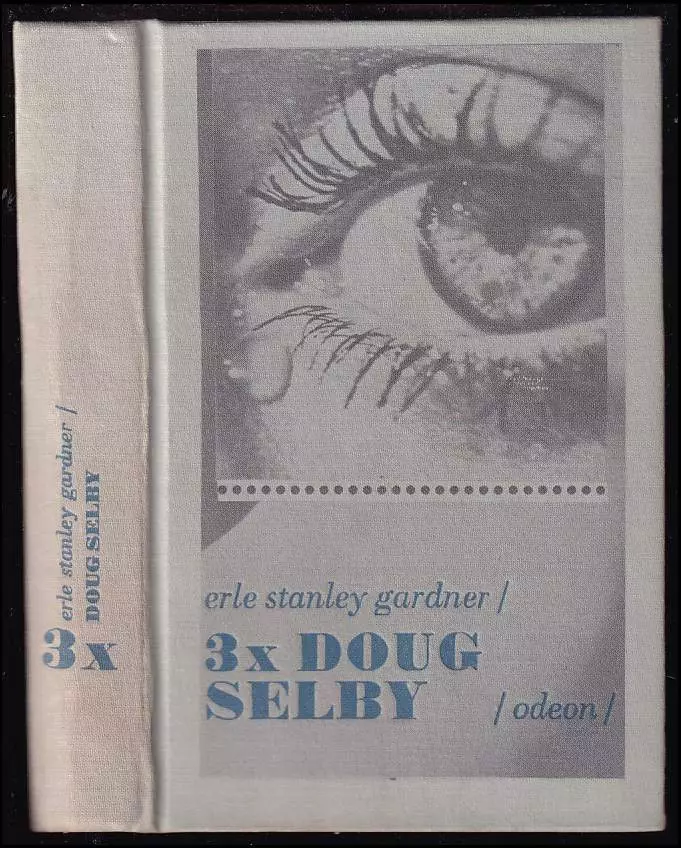 erle stanley gardner /
DOUG SELBY
3x
erle stanley gardner /
3x DOUG
SELBY
/ odeon /